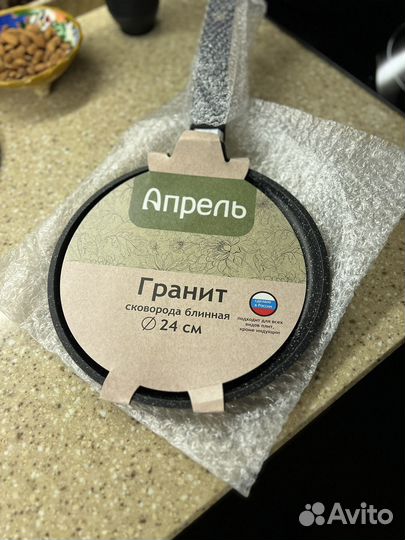 Апрель
Гранит
сковорода блинная
⌀ 24 см
сделано
в России
подходит для всех
видов плит,
кроме индукции
Avito